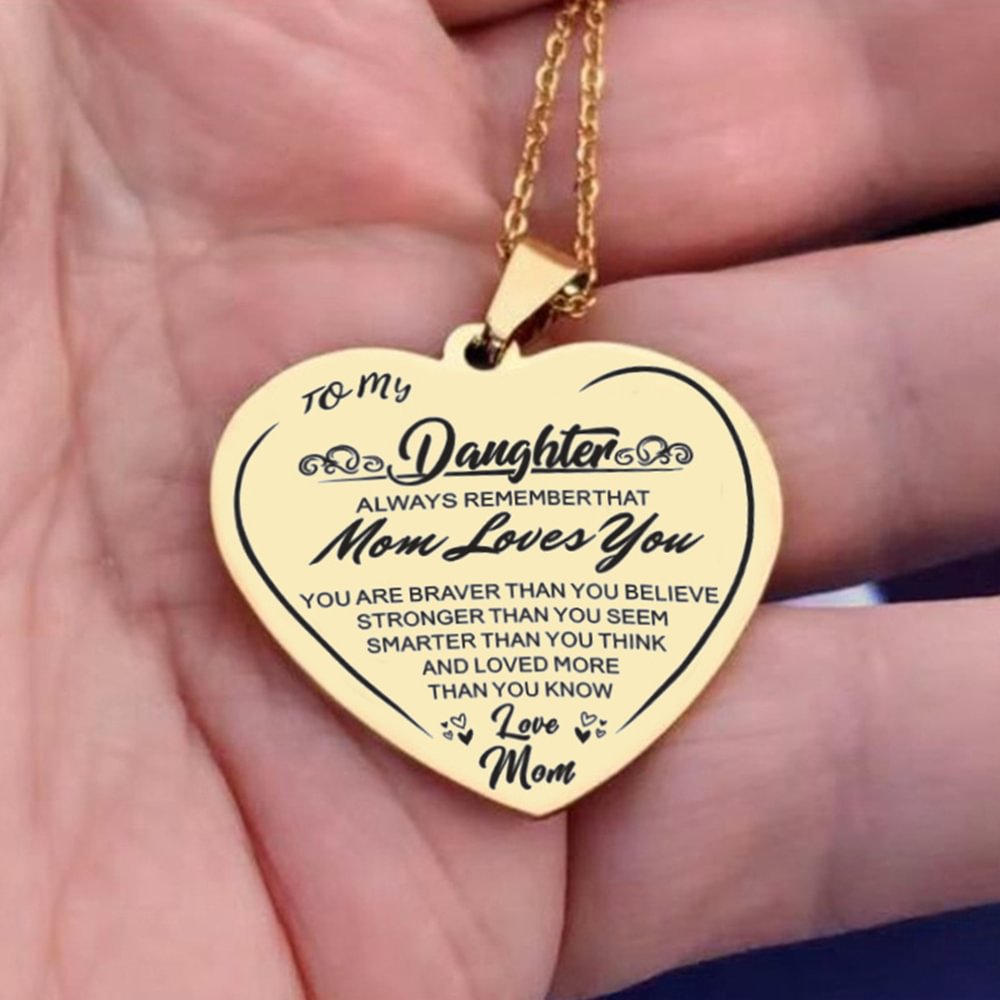 TO My
Daughter
ALWAYS REMEMBERTHAT
Mom Loves You
YOU ARE BRAVER THAN YOU BELIEVE
STRONGER THAN YOU SEEM
SMARTER THAN YOU THINK
AND LOVED MORE
THAN YOU KNOW
Love
Mom